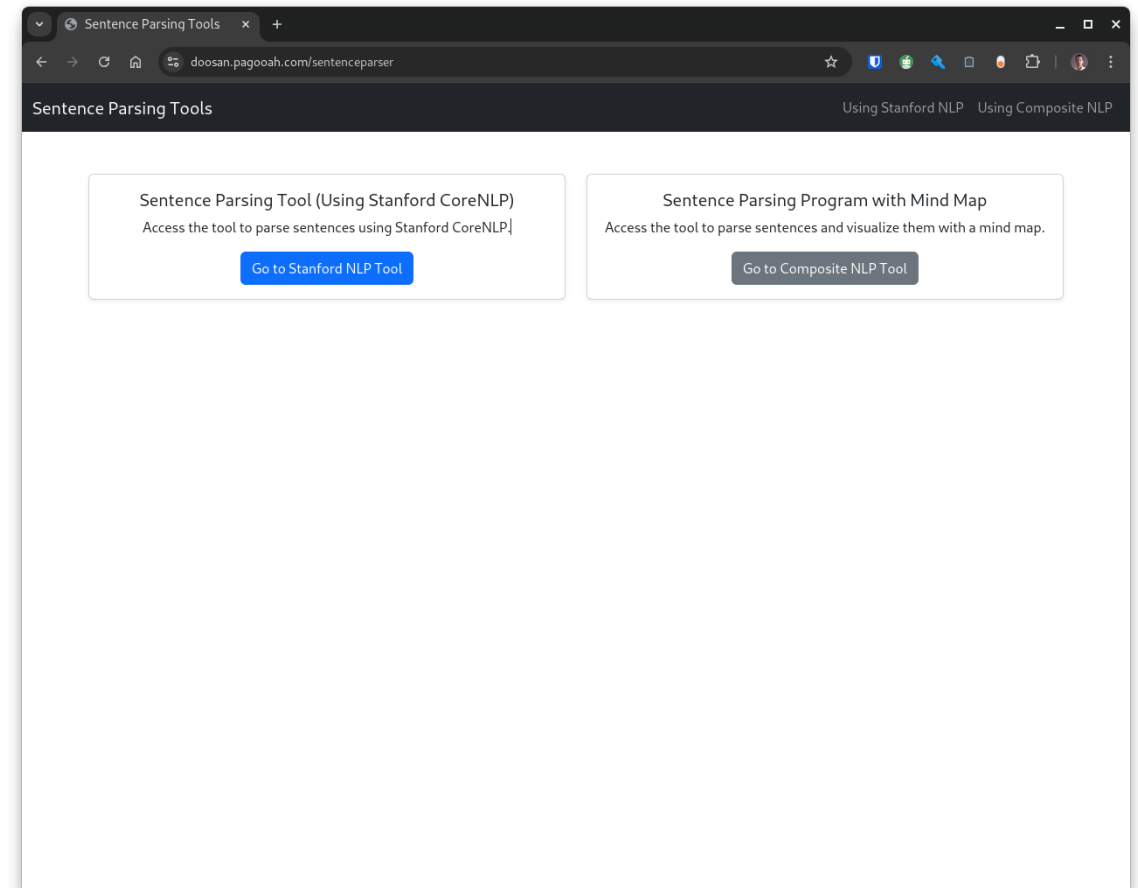 Sentence Parsing Tools
doosan.pagooah.com/sentenceparser
Sentence Parsing Tools
Using Stanford NLP
Using Composite NLP
Sentence Parsing Tool (Using Stanford CoreNLP)
Access the tool to parse sentences using Stanford CoreNLP.
Go to Stanford NLP Tool
Sentence Parsing Program with Mind Map
Access the tool to parse sentences and visualize them with a mind map.
Go to Composite NLP Tool